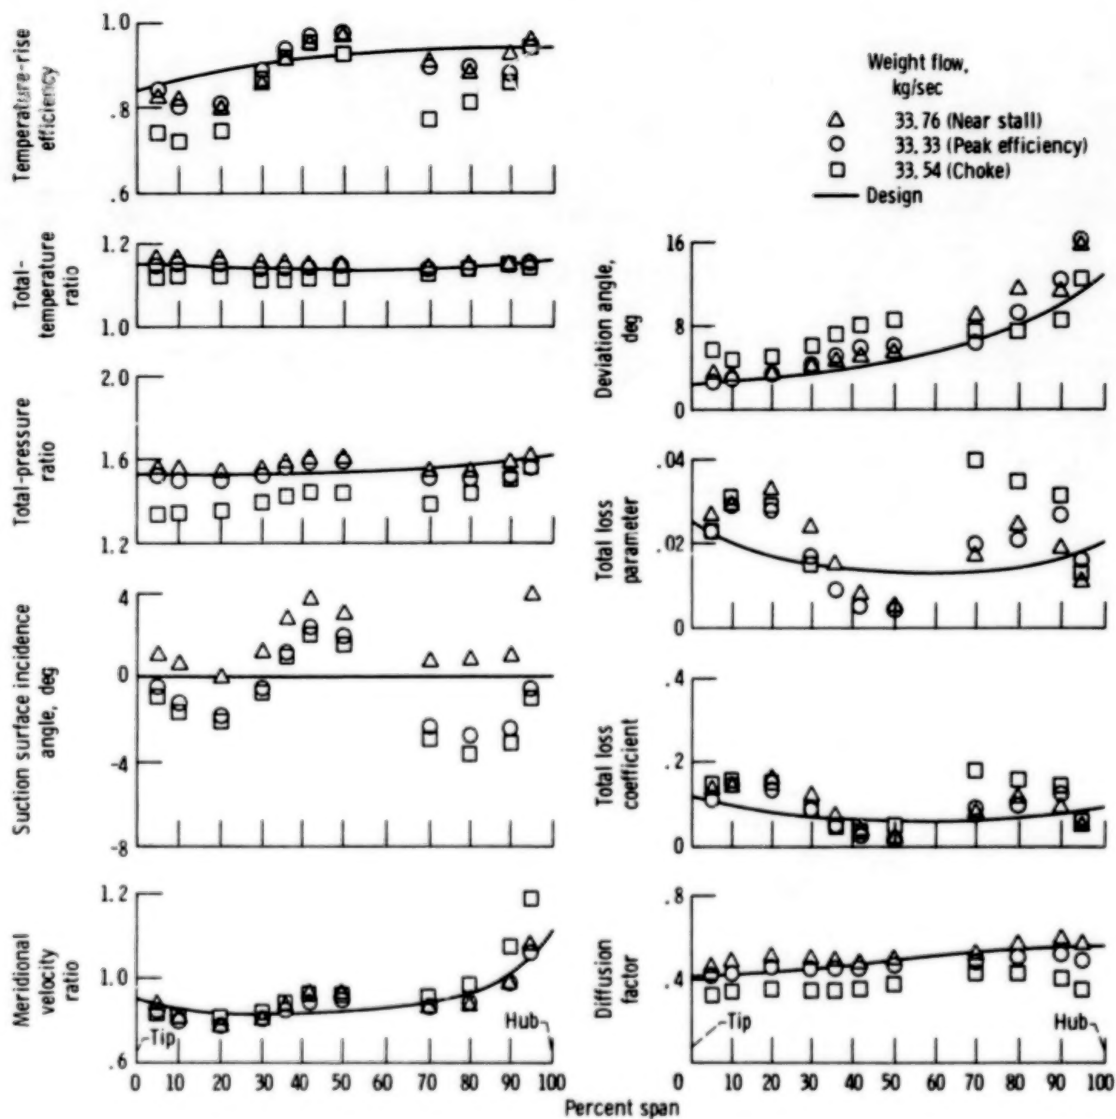 Temperature-rise
efficiency
1.0
.8
.6
Total-
temperature
ratio
1.2
1.0
Total-pressure
ratio
2.0
1.6
1.2
Suction surface incidence
angle, deg
4
0
-4
-8
Meridional
velocity
ratio
1.2
1.0
.6
Tip
Hub
0 10 20 30 40 50 60 70 80 90 100
Weight flow,
kg/sec
33.76 (Near stall)
33.33 (Peak efficiency)
33.54 (Choke)
Design
Deviation angle,
deg
16
8
0
Total loss
parameter
.04
.02
0
Total loss
coefficient
.4
.2
0
Diffusion
factor
.8
.4
Tip
Hub
0 10 20 30 40 50 60 70 80 90 100
Percent span